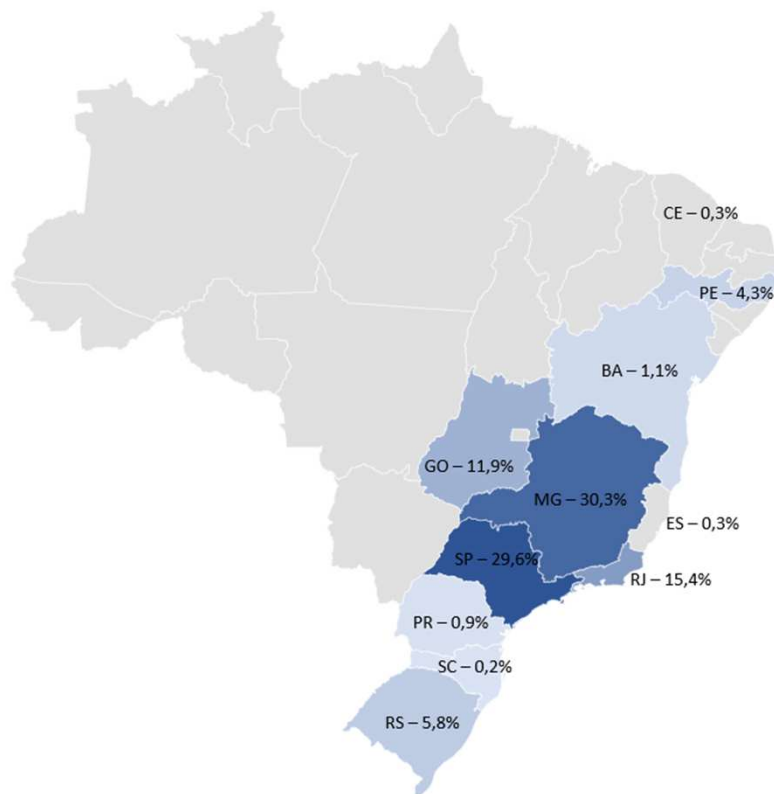 CE – 0,3%
PE – 4,3%
BA – 1,1%
GO – 11,9%
MG – 30,3%
ES – 0,3%
SP – 29,6%
RJ – 15,4%
PR – 0,9%
SC – 0,2%
RS – 5,8%